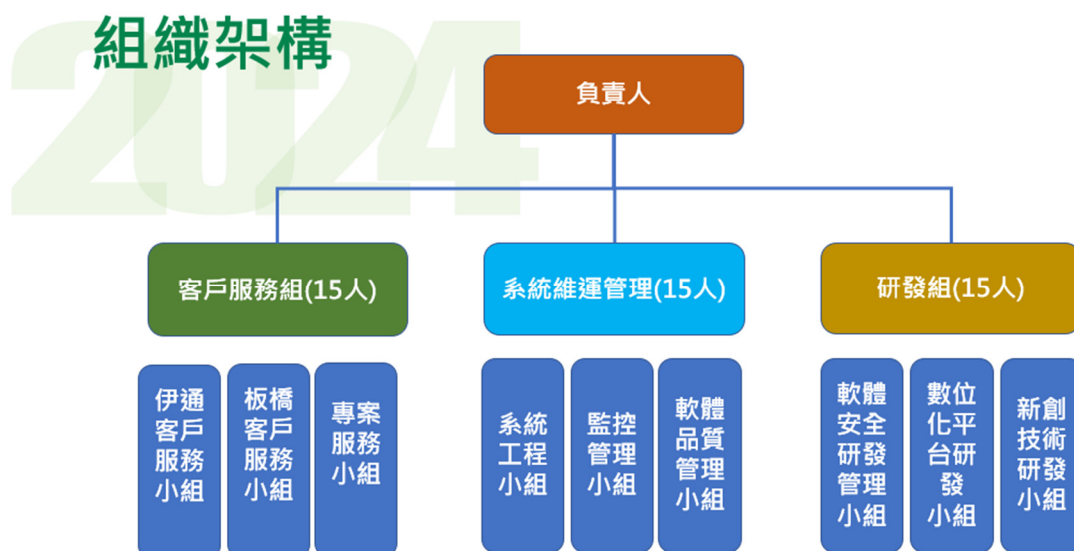 2024
組織架構
負責人
客戶服務組(15人)
系統維運管理(15人)
研發組(15人)
伊通
客戶
服務
小組
板橋
客戶
服務
小組
專案
服務
小組
系統
工程
小組
監控
管理
小組
軟體
品質
管理
小組
軟體
安全
研發
管理
小組
數位
化平
台研
發
小組
新創
技術
研發
小組